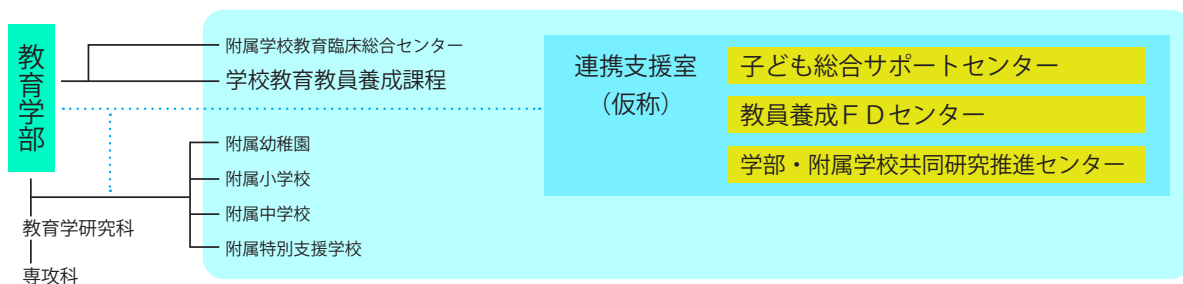 教育学部
附属学校教育臨床総合センター
学校教育教員養成課程
附属幼稚園
附属小学校
附属中学校
附属特別支援学校
教育学研究科
専攻科
連携支援室
（仮称）
子ども総合サポートセンター
教員養成ＦＤセンター
学部・附属学校共同研究推進センター